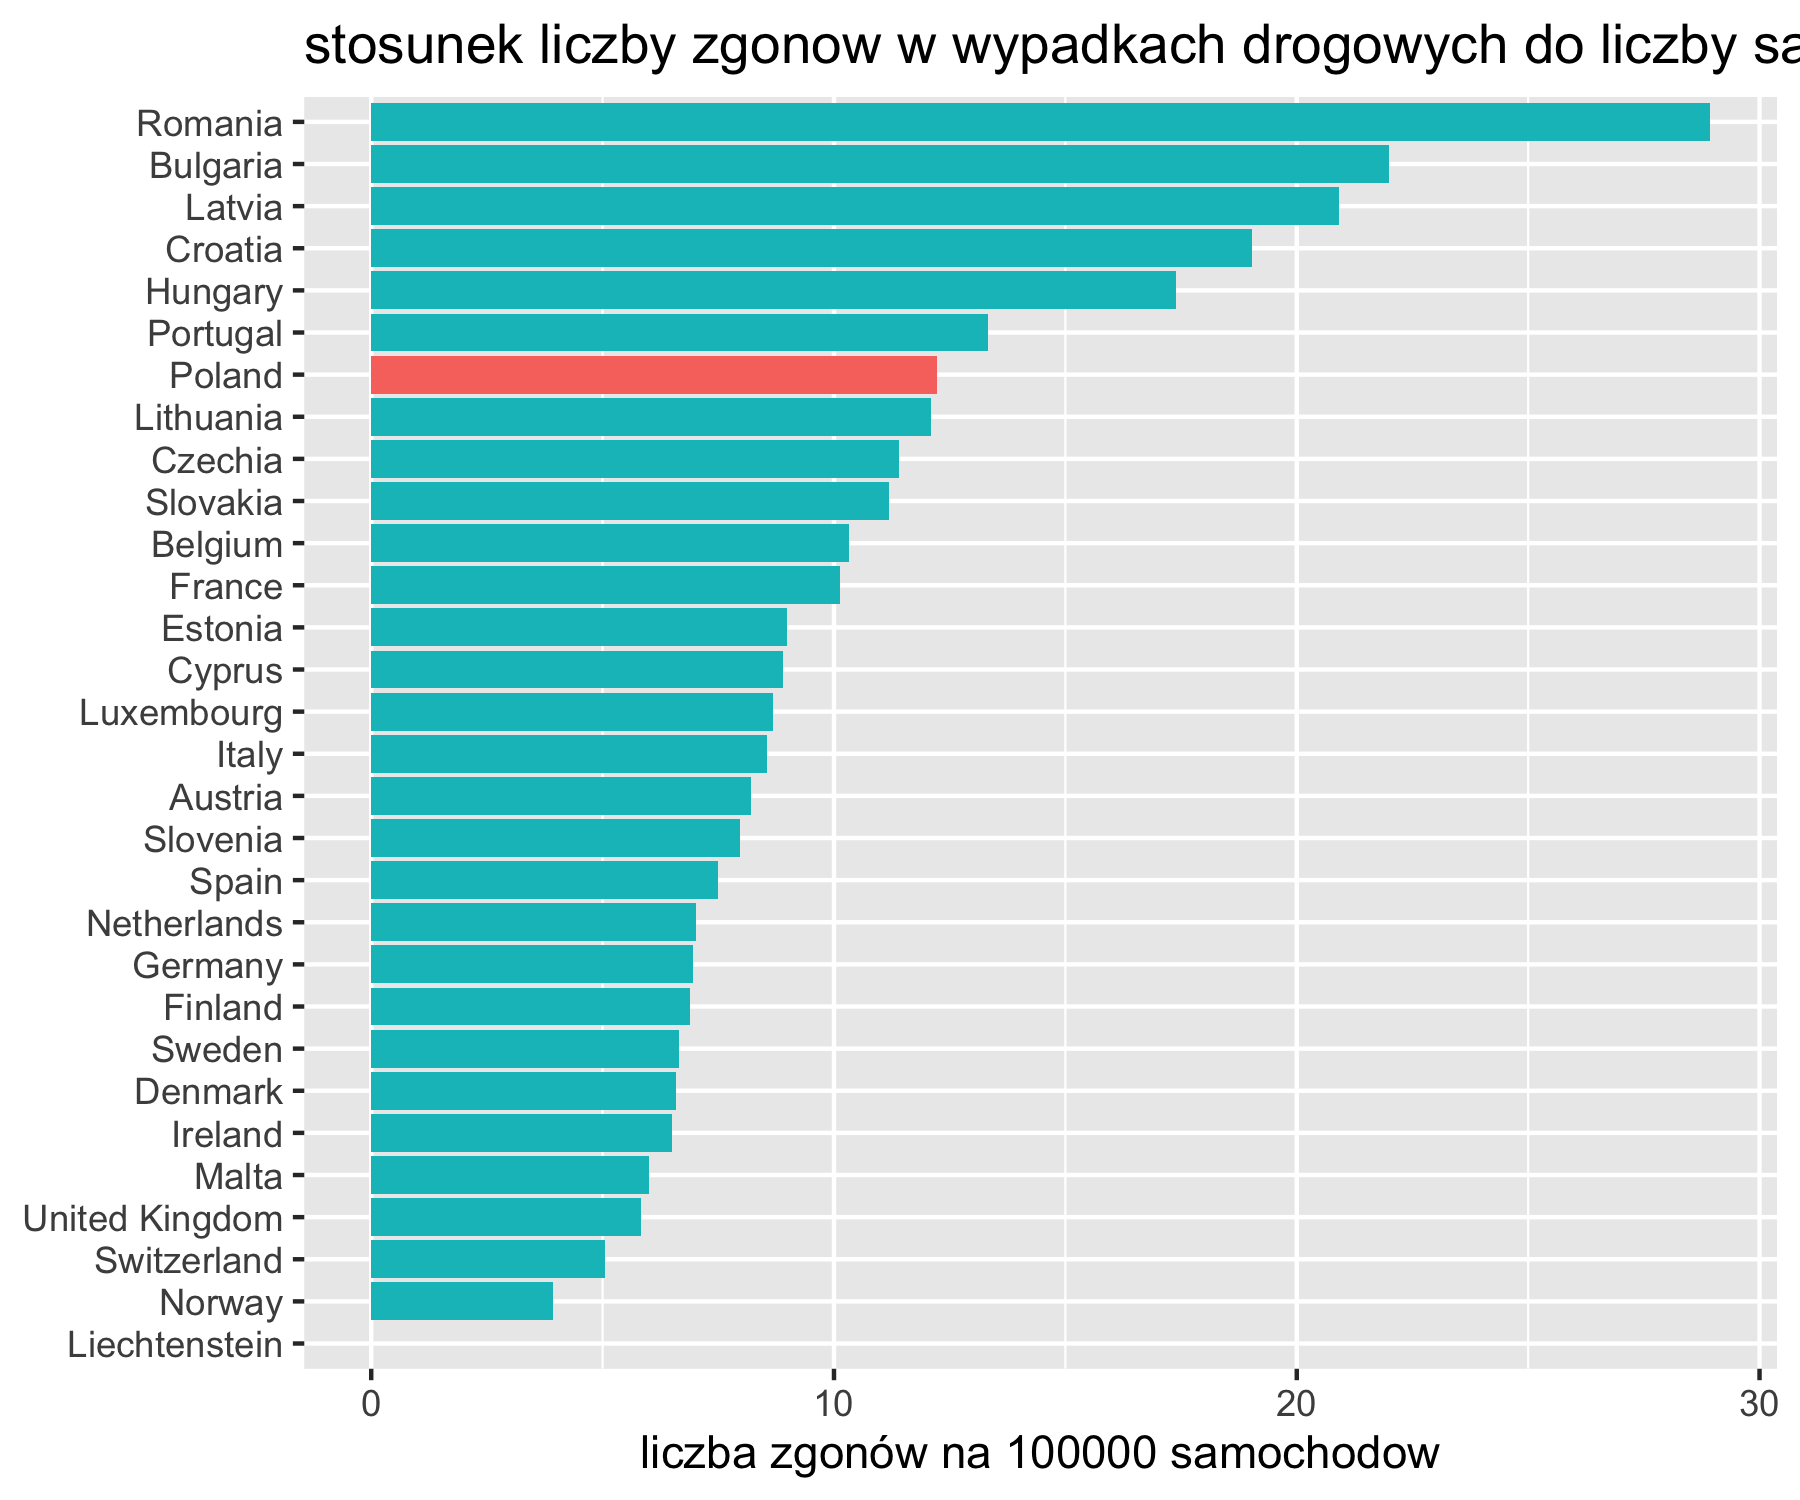 stosunek liczby zgonow w wypadkach drogowych do liczby
Romania
Bulgaria
Latvia
Croatia
Hungary
Portugal
Poland
Lithuania
Czechia
Slovakia
Belgium
France
Estonia
Cyprus
Luxembourg
Italy
Austria
Slovenia
Spain
Netherlands
Germany
Finland
Sweden
Denmark
Ireland
Malta
United Kingdom
Switzerland
Norway
Liechtenstein
0 10 20 30
liczba zgonów na 100000 samochodow